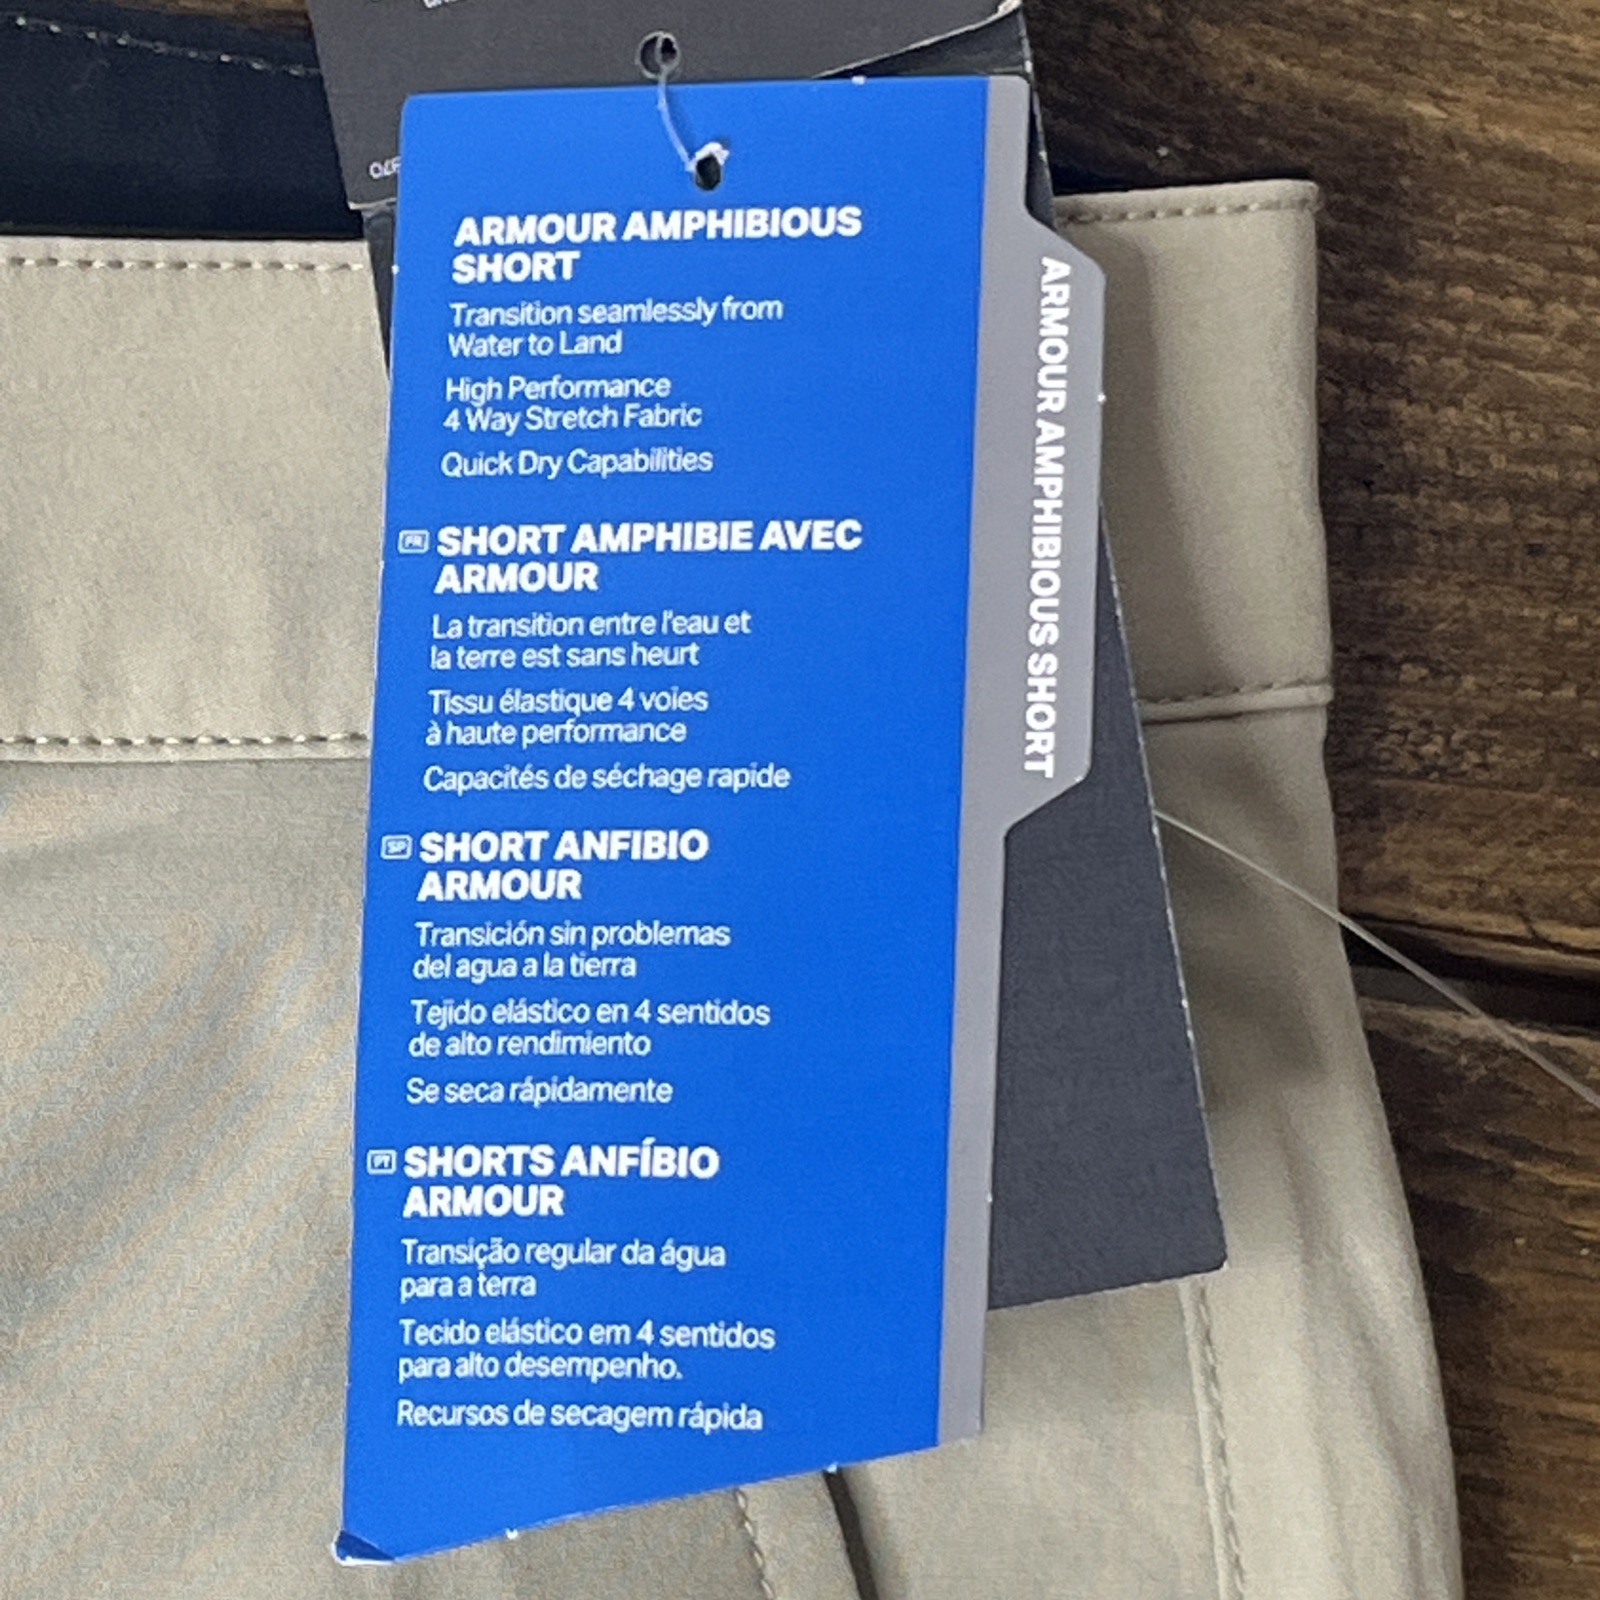 ARMOUR AMPHIBIOUS
SHORT
Transition seamlessly from
Water to Land
High Performance
4 Way Stretch Fabric
Quick Dry Capabilities
FR SHORT AMPHIBIE AVEC
ARMOUR
La transition entre l'eau et
la terre est sans heurt
Tissu élastique 4 voies
à haute performance
Capacités de séchage rapide
SP SHORT ANFIBIO
ARMOUR
Transición sin problemas
del agua a la tierra
Tejido elástico en 4 sentidos
de alto rendimiento
Se seca rápidamente
PT SHORTS ANFÍBIO
ARMOUR
Transição regular da água
para a terra
Tecido elástico em 4 sentidos
para alto desempenho.
Recursos de secagem rápida
ARMOUR AMPHIBIOUS SHORT